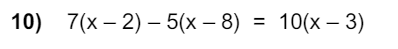 10) 7(x – 2) – 5(x – 8) = 10(x – 3)